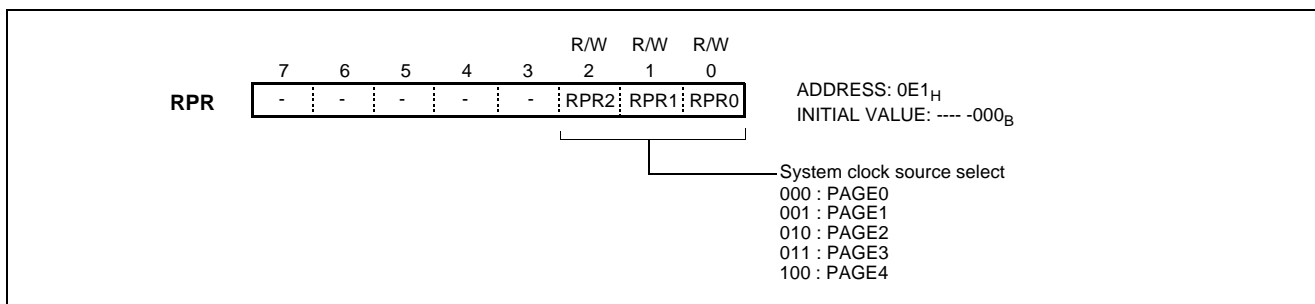 R/W R/W R/W
7 6 5 4 3 2 1 0
RPR - - - - - RPR2 RPR1 RPR0
ADDRESS: 0E1H
INITIAL VALUE: ---- -000B
System clock source select
000 : PAGE0
001 : PAGE1
010 : PAGE2
011 : PAGE3
100 : PAGE4